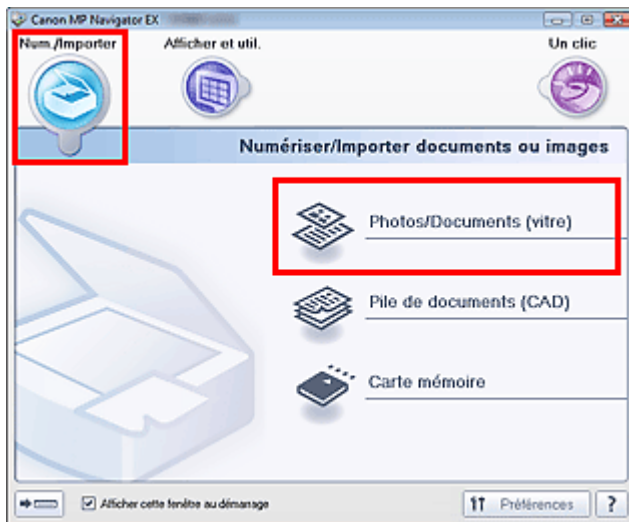 Canon MP Navigator EX
Num./Importer
Afficher et util.
Un clic
Numériser/Importer documents ou images
Photos/Documents (vitre)
Pile de documents (CAD)
Carte mémoire
Afficher cette fenêtre au démarrage
Préférences
?